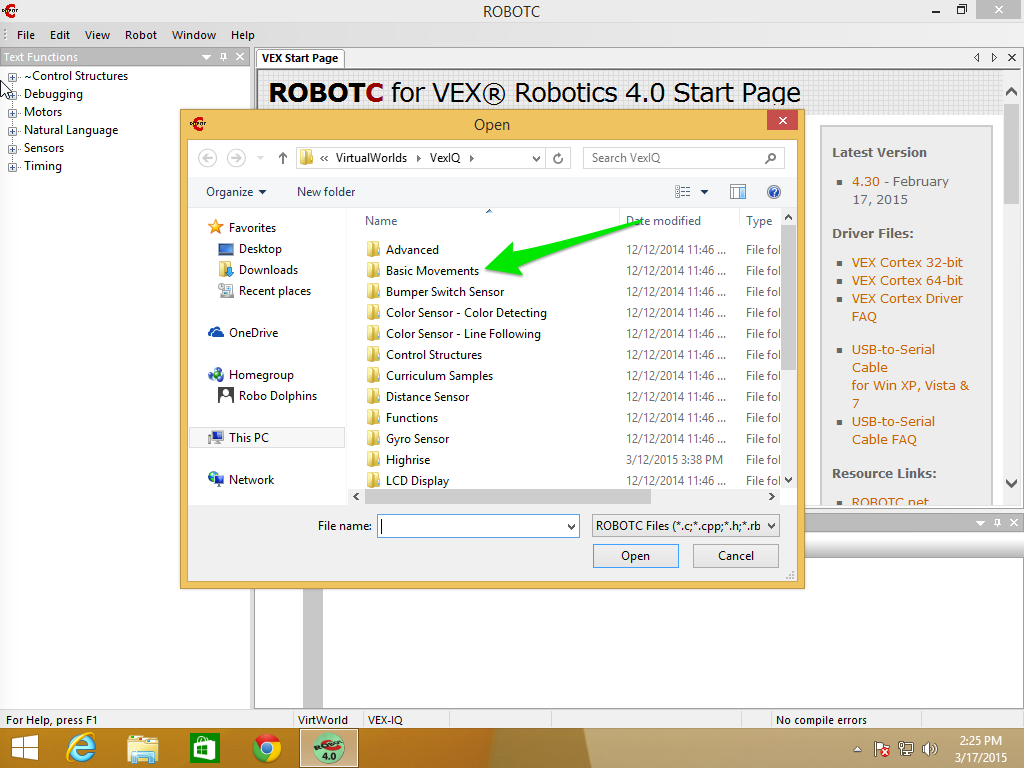 ROBOTC
File Edit View Robot Window Help
Text Functions
~Control Structures
Debugging
Motors
Natural Language
Sensors
Timing
VEX Start Page
ROBOTC for VEX® Robotics 4.0 Start Page
Open
« VirtualWorlds VexIQ
Search VexIQ
Organize New folder
Favorites
Desktop
Downloads
Recent places
OneDrive
Homegroup
Robo Dolphins
This PC
Network
Name Date modified Type
Advanced 12/12/2014 11:46 ... File fol
Basic Movements 12/12/2014 11:46 ... File fol
Bumper Switch Sensor 12/12/2014 11:46 ... File fol
Color Sensor - Color Detecting 12/12/2014 11:46 ... File fol
Color Sensor - Line Following 12/12/2014 11:46 ... File fol
Control Structures 12/12/2014 11:46 ... File fol
Curriculum Samples 12/12/2014 11:46 ... File fol
Distance Sensor 12/12/2014 11:46 ... File fol
Functions 12/12/2014 11:46 ... File fol
Gyro Sensor 12/12/2014 11:46 ... File fol
Highrise 3/12/2015 3:38 PM File fol
LCD Display 12/12/2014 11:46 ... File fol
File name:
ROBOTC Files (*.c;*.cpp;*.h;*.rb
Open Cancel
Latest Version
4.30 - February
17, 2015
Driver Files:
VEX Cortex 32-bit
VEX Cortex 64-bit
VEX Cortex Driver
FAQ
USB-to-Serial
Cable
for Win XP, Vista &
7
USB-to-Serial
Cable FAQ
Resource Links:
ROBOTC.net
For Help, press F1 VirtWorld VEX-IQ No compile errors
4.0
2:25 PM
3/17/2015